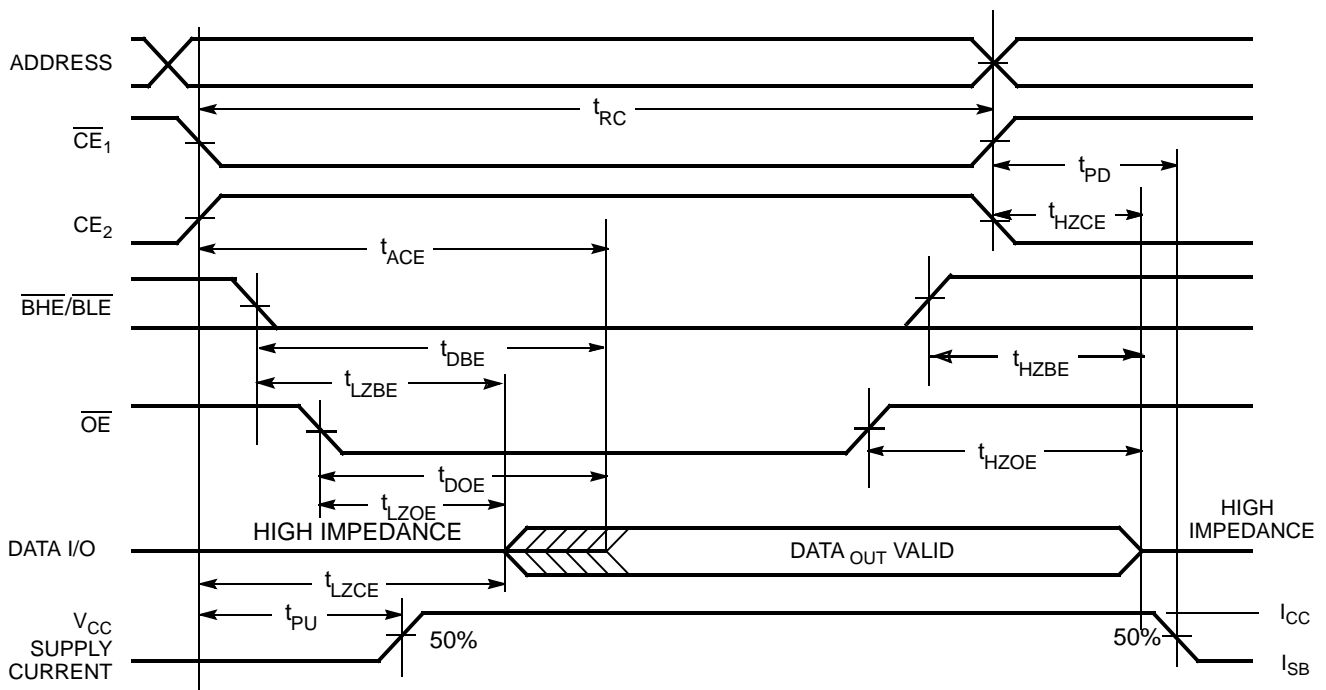 ADDRESS
tRC
CE1
tPD
tHZCE
CE2
tACE
BHE/BLE
tDBE
tHZBE
tLZBE
OE
tHZOE
tDOE
tLZOE
HIGH IMPEDANCE
HIGH
IMPEDANCE
DATA I/O
DATA OUT VALID
tLZCE
tPU
VCC
SUPPLY
CURRENT
50%
50%
ICC
ISB